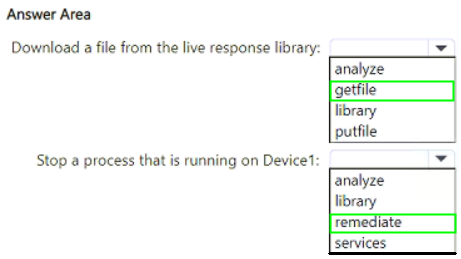 Answer Area
Download a file from the live response library:
analyze
getfile
library
putfile
Stop a process that is running on Device1:
analyze
library
remediate
services